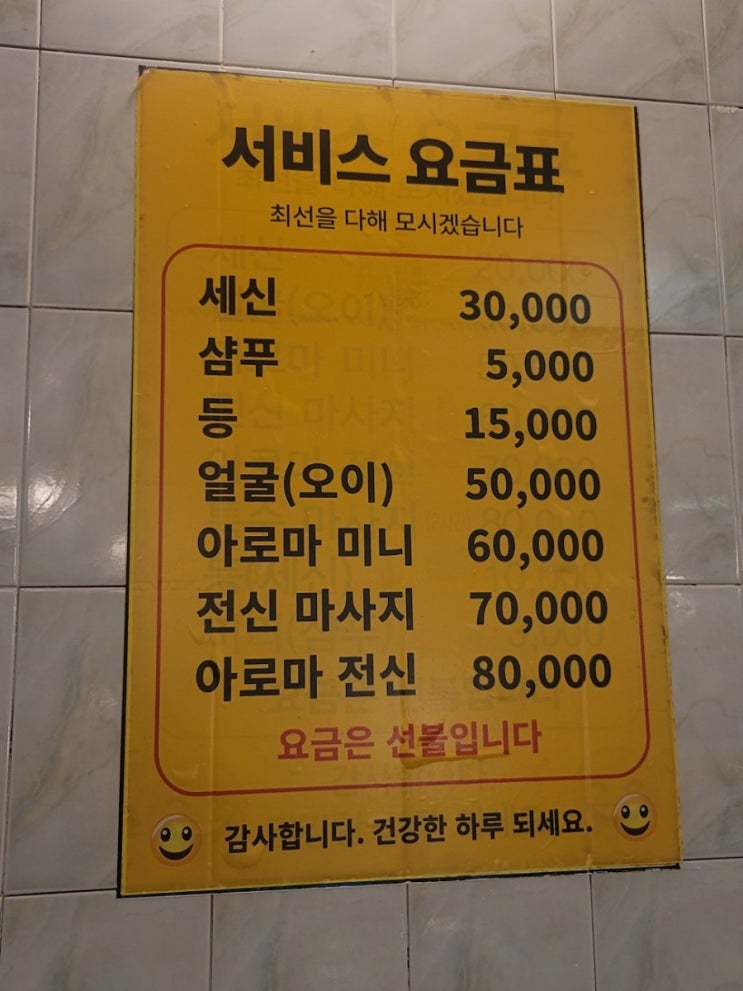 서비스 요금표
최선을 다해 모시겠습니다
세신 30,000
샴푸 5,000
등 15,000
얼굴(오이) 50,000
아로마 미니 60,000
전신 마사지 70,000
아로마 전신 80,000
요금은 선불입니다
감사합니다. 건강한 하루 되세요.